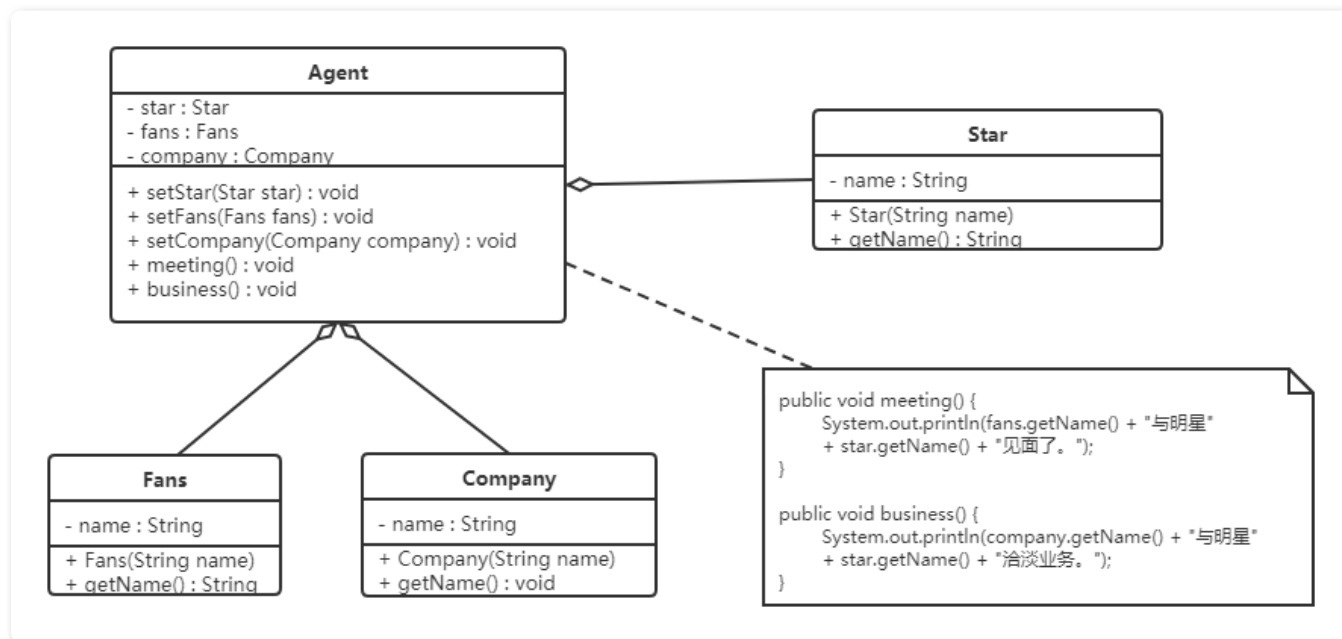 Agent
- star : Star
- fans : Fans
- company : Company
+ setStar(Star star) : void
+ setFans(Fans fans) : void
+ setCompany(Company company) : void
+ meeting() : void
+ business() : void
Star
- name : String
+ Star(String name)
+ getName() : String
Fans
- name : String
+ Fans(String name)
+ getName() : String
Company
- name : String
+ Company(String name)
+ getName() : void
public void meeting() {
System.out.println(fans.getName() + "与明星"
+ star.getName() + "见面了。");
}
public void business() {
System.out.println(company.getName() + "与明星"
+ star.getName() + "洽淡业务。");
}